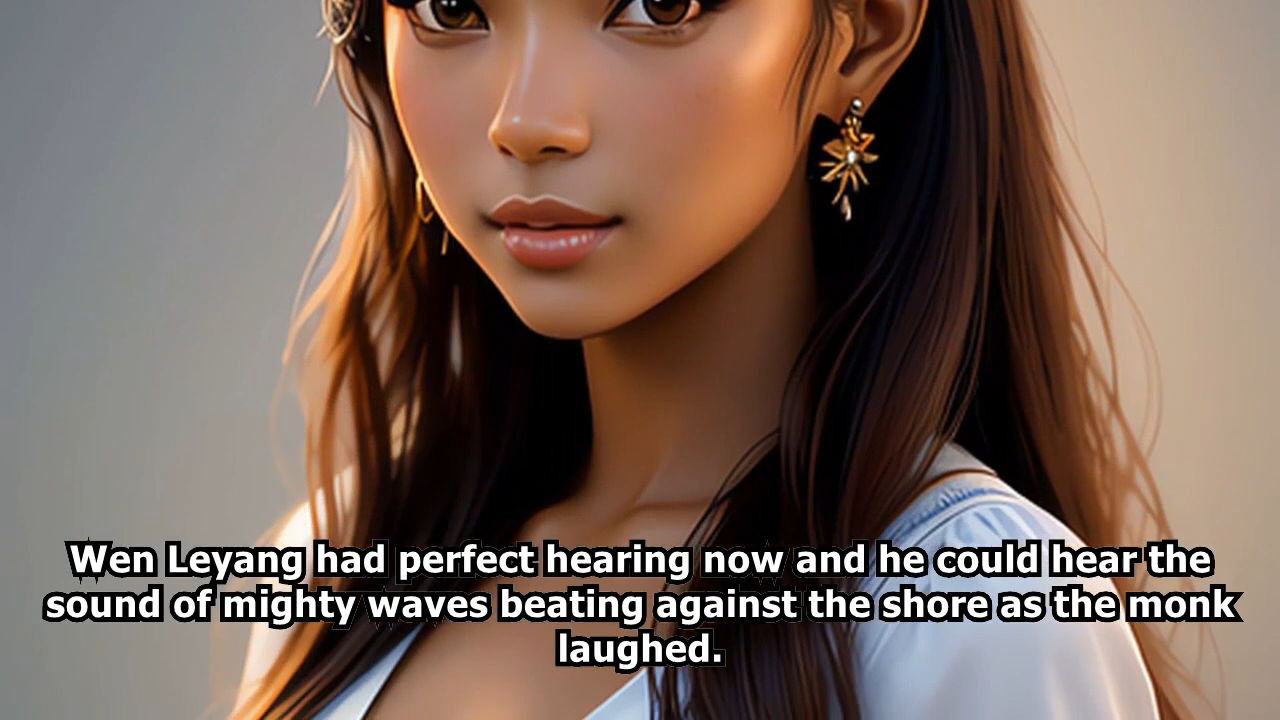 Wen Leyang had perfect hearing now and he could hear the
sound of mighty waves beating against the shore as the monk
laughed.